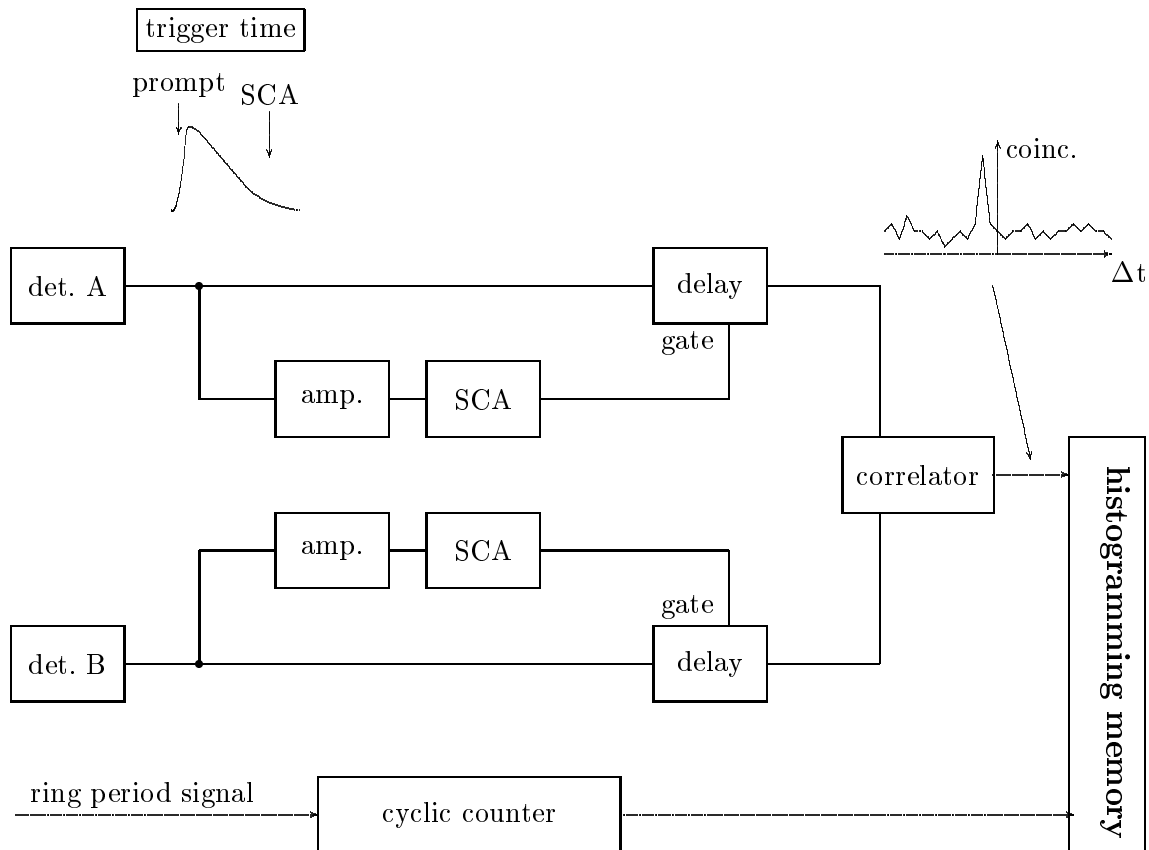 trigger time
prompt
SCA
coinc.
Δt
det. A
delay
gate
amp.
SCA
correlator
histogramming memory
amp.
SCA
gate
det. B
delay
ring period signal
cyclic counter